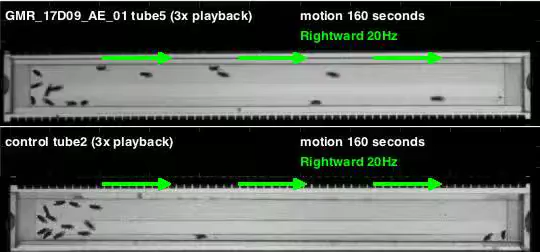 GMR_17D09_AE_01 tube5 (3x playback) motion 160 seconds
Rightward 20Hz
control tube2 (3x playback) motion 160 seconds
Rightward 20Hz